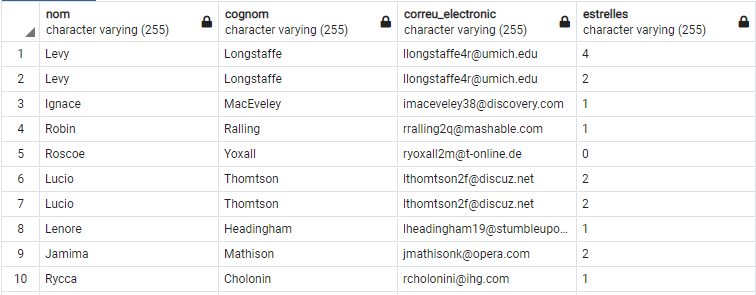 nom cognom correu_electronic estrelles
character varying (255) character varying (255) character varying (255) character varying (255)
1 Levy Longstaffe llongstaffe4r@umich.edu 4
2 Levy Longstaffe llongstaffe4r@umich.edu 2
3 Ignace MacEveley imaceveley38@discovery.com 1
4 Robin Ralling rralling2q@mashable.com 1
5 Roscoe Yoxall ryoxall2m@t-online.de 0
6 Lucio Thomtson lthomtson2f@discuz.net 2
7 Lucio Thomtson lthomtson2f@discuz.net 2
8 Lenore Headingham lheadingham19@stumbleupo... 1
9 Jamima Mathison jmathisonk@opera.com 2
10 Rycca Cholonin rcholonini@ihg.com 1